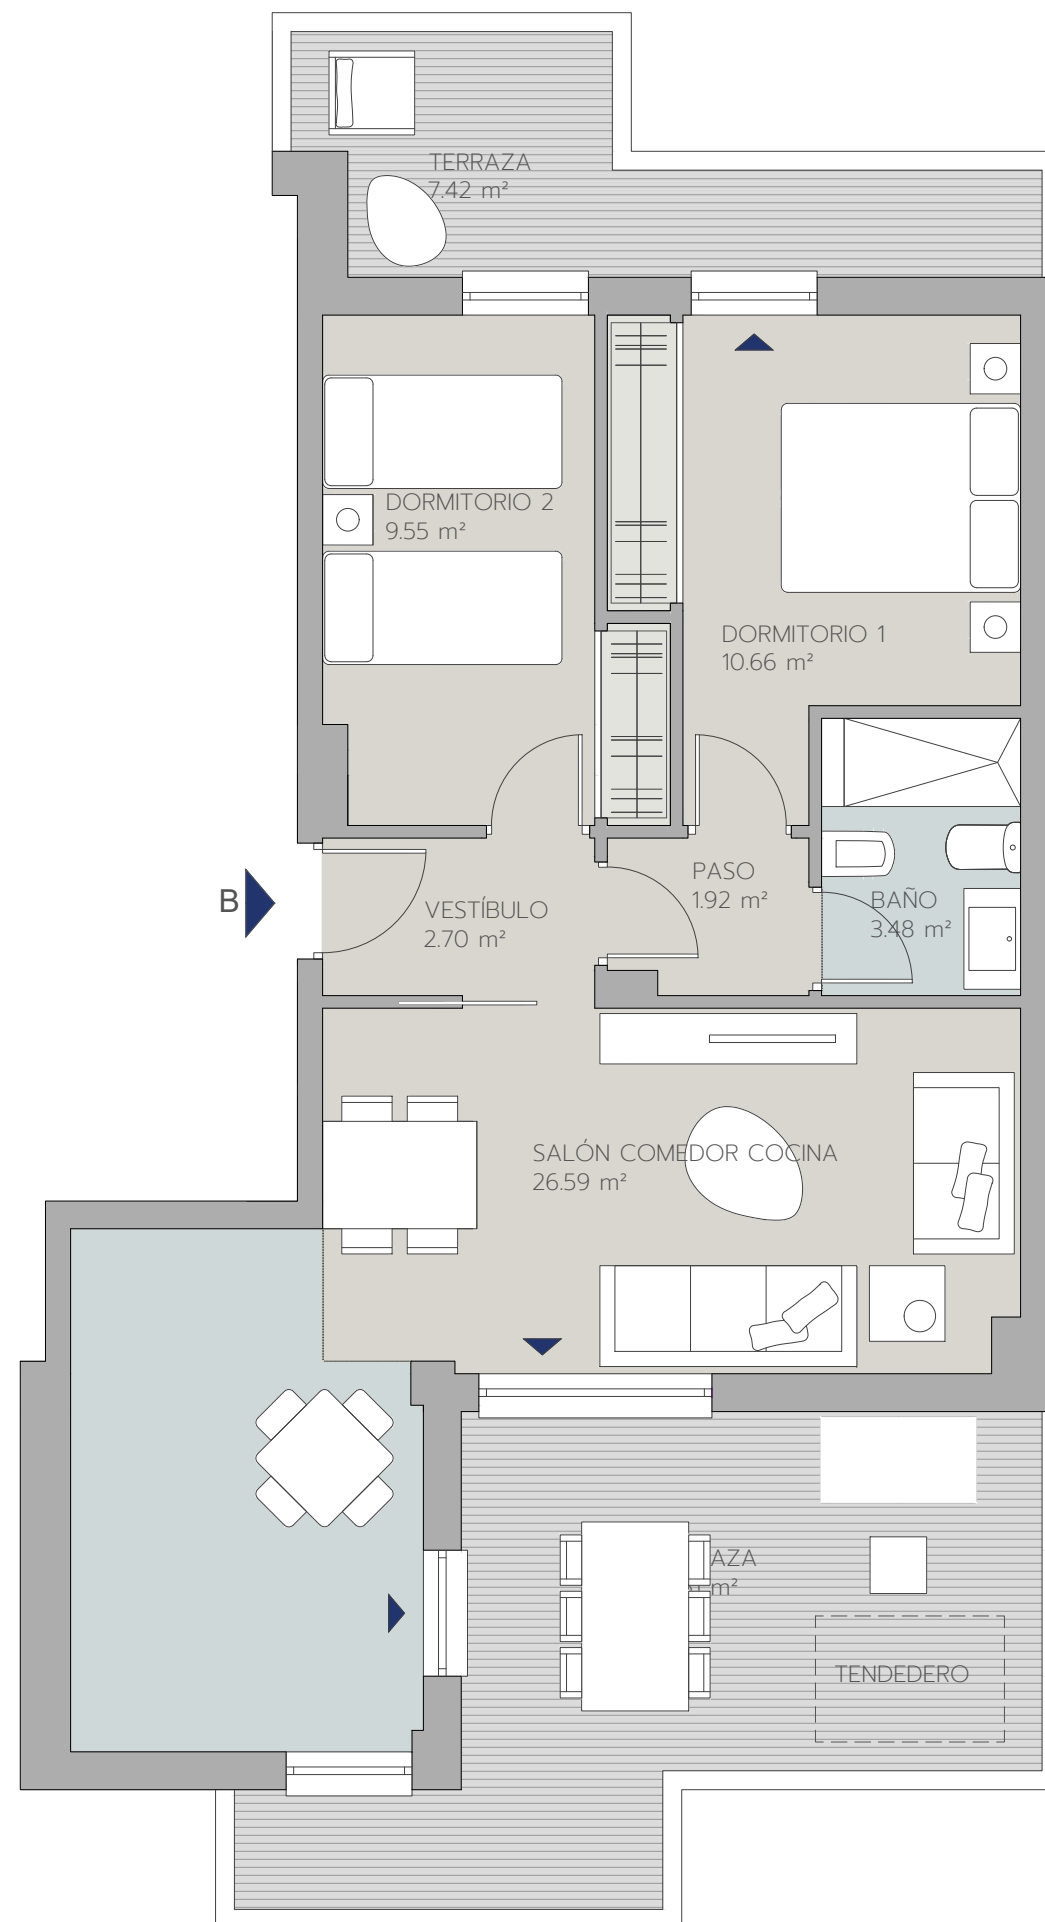 TERRAZA
7.42 m²
DORMITORIO 2
9.55 m²
DORMITORIO 1
10.66 m²
PASO
1.92 m²
BAÑO
3.48 m²
B
VESTÍBULO
2.70 m²
SALÓN COMEDOR COCINA
26.59 m²
AZA
m²
TENDEDERO